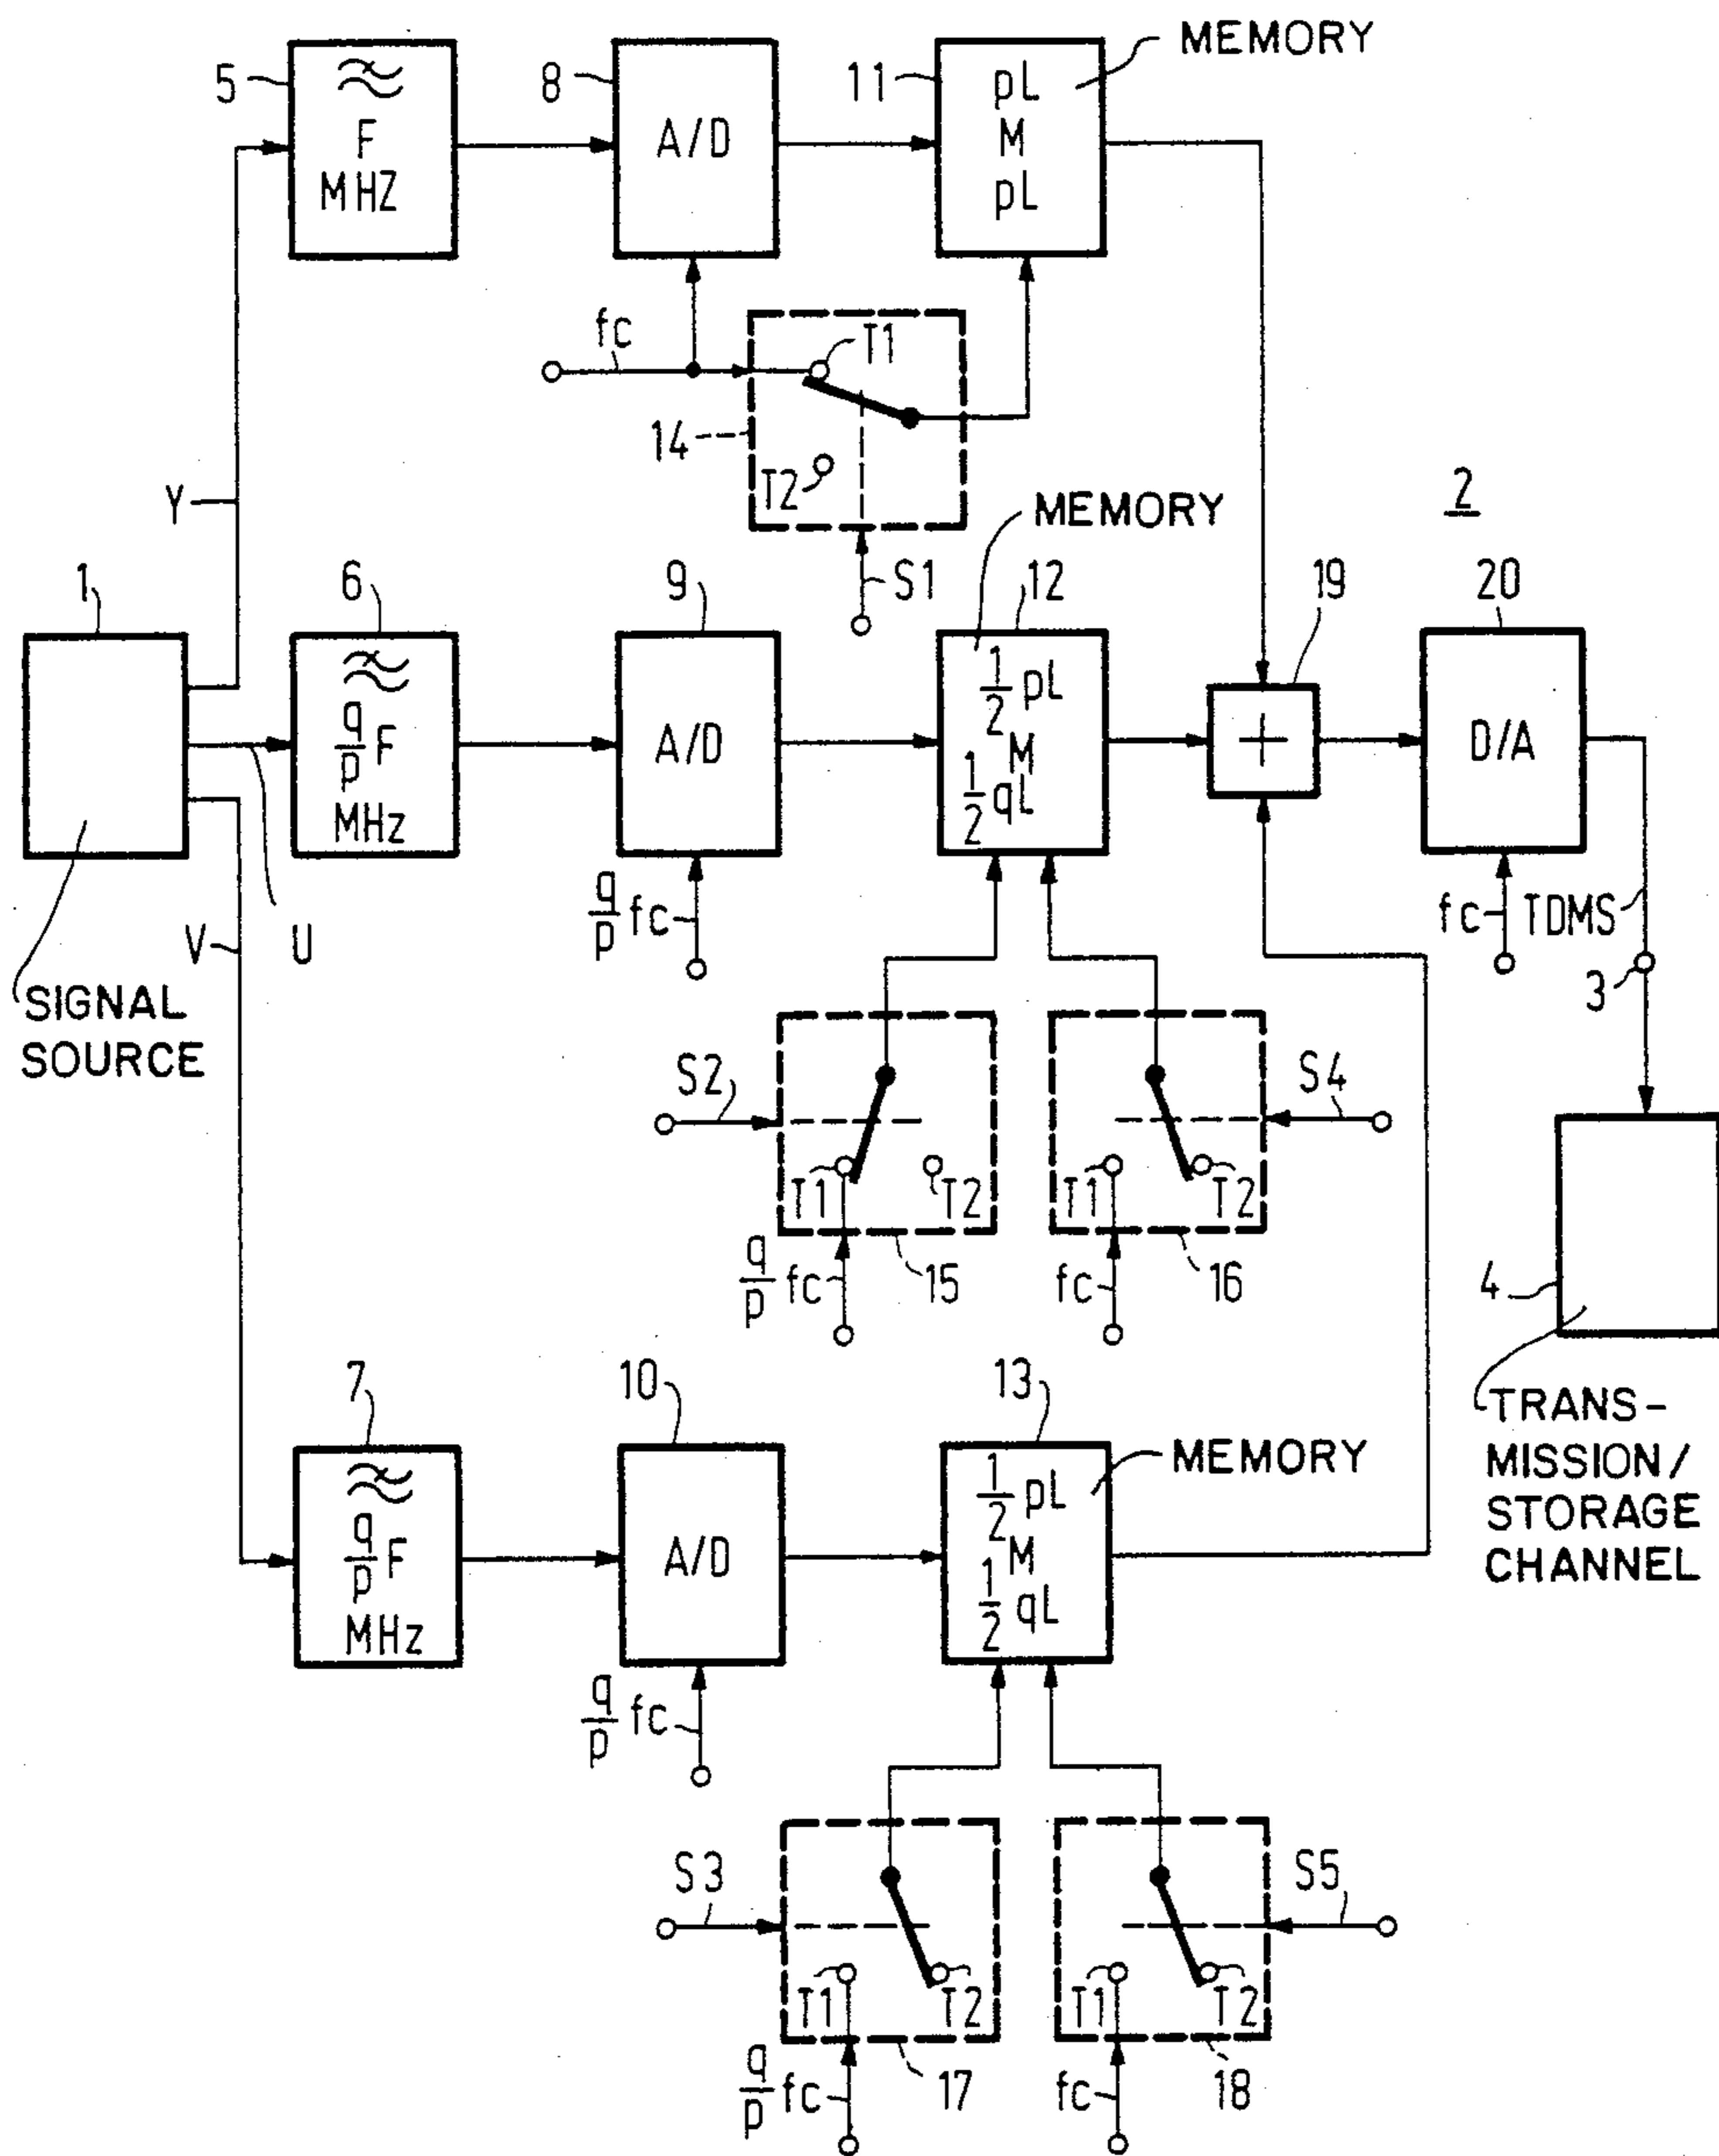 MEMORY
5
8
11
F
MHZ
A/D
pL
M
pL
fc
T1
14
T2
Y
MEMORY
2
S1
1
6
9
12
19
20
q/p F
MHz
A/D
1/2 pL
M
1/2 qL
+
D/A
V
U
q/p fc
fc
TDMS
3
SIGNAL
SOURCE
S2
S4
T1
T2
T1
T2
q/p fc
15
fc
16
4
7
10
13
TRANS-
MISSION/
STORAGE
CHANNEL
MEMORY
q/p F
MHz
A/D
1/2 pL
M
1/2 qL
q/p fc
S3
S5
T1
T2
T1
T2
q/p fc
17
fc
18